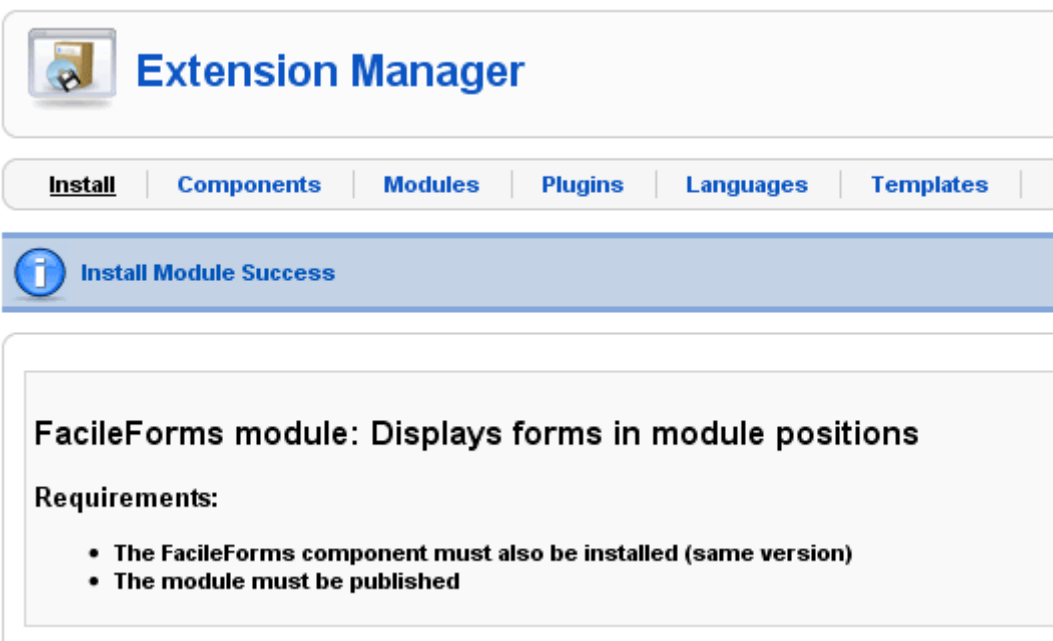 Extension Manager
Install Components Modules Plugins Languages Templates
Install Module Success
FacileForms module: Displays forms in module positions
Requirements:
• The FacileForms component must also be installed (same version)
• The module must be published